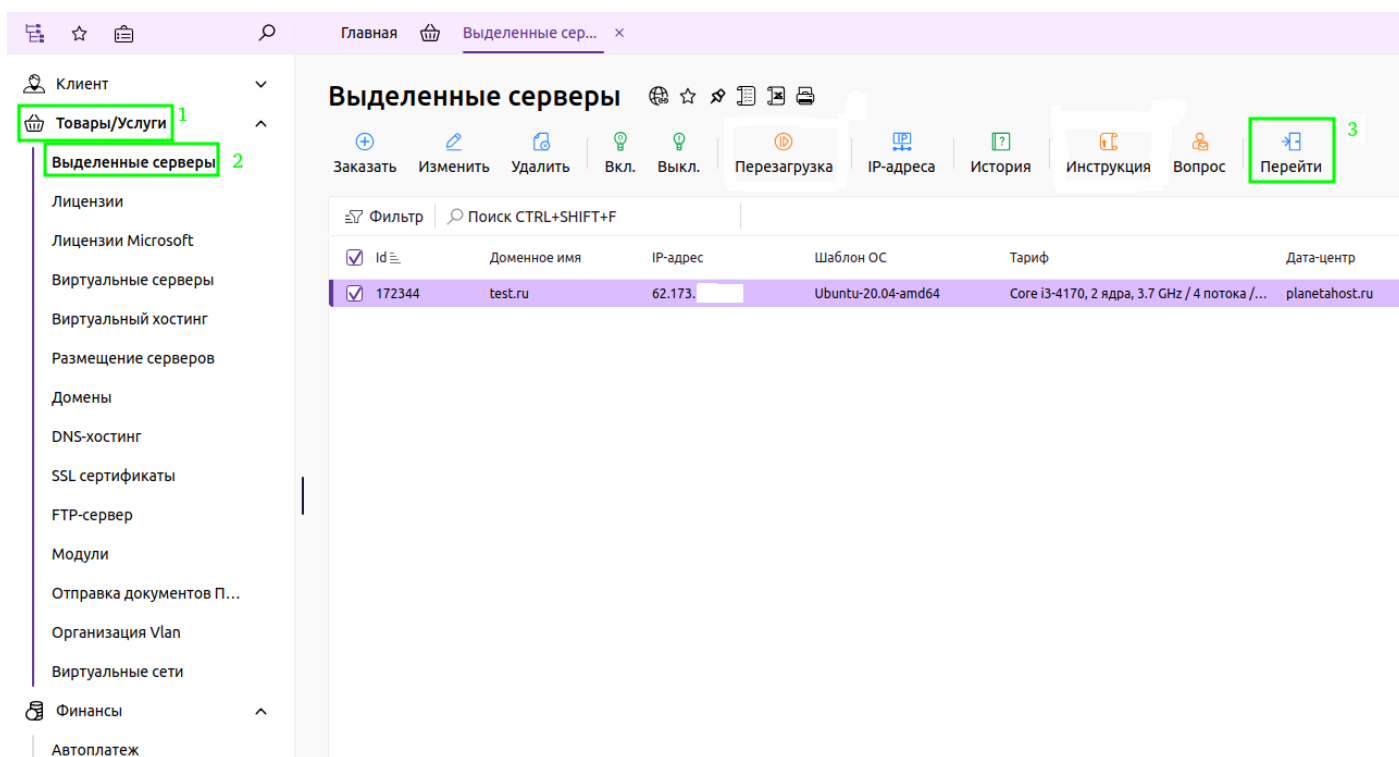 Главная
Выделенные сер... ×
Клиент
Товары/Услуги 1
Выделенные серверы 2
Лицензии
Лицензии Microsoft
Виртуальные серверы
Виртуальный хостинг
Размещение серверов
Домены
DNS-хостинг
SSL сертификаты
FTP-сервер
Модули
Отправка документов П...
Организация Vlan
Виртуальные сети
Финансы
Автоплатеж
Выделенные серверы
Заказать Изменить Удалить Вкл. Выкл. Перезагрузка IP IP-адреса ? История Инструкция Вопрос Перейти 3
Фильтр Поиск CTRL+SHIFT+F
Id Доменное имя IP-адрес Шаблон ОС Тариф Дата-центр
172344 test.ru 62.173. Ubuntu-20.04-amd64 Core i3-4170, 2 ядра, 3.7 GHz / 4 потока /... planetahost.ru